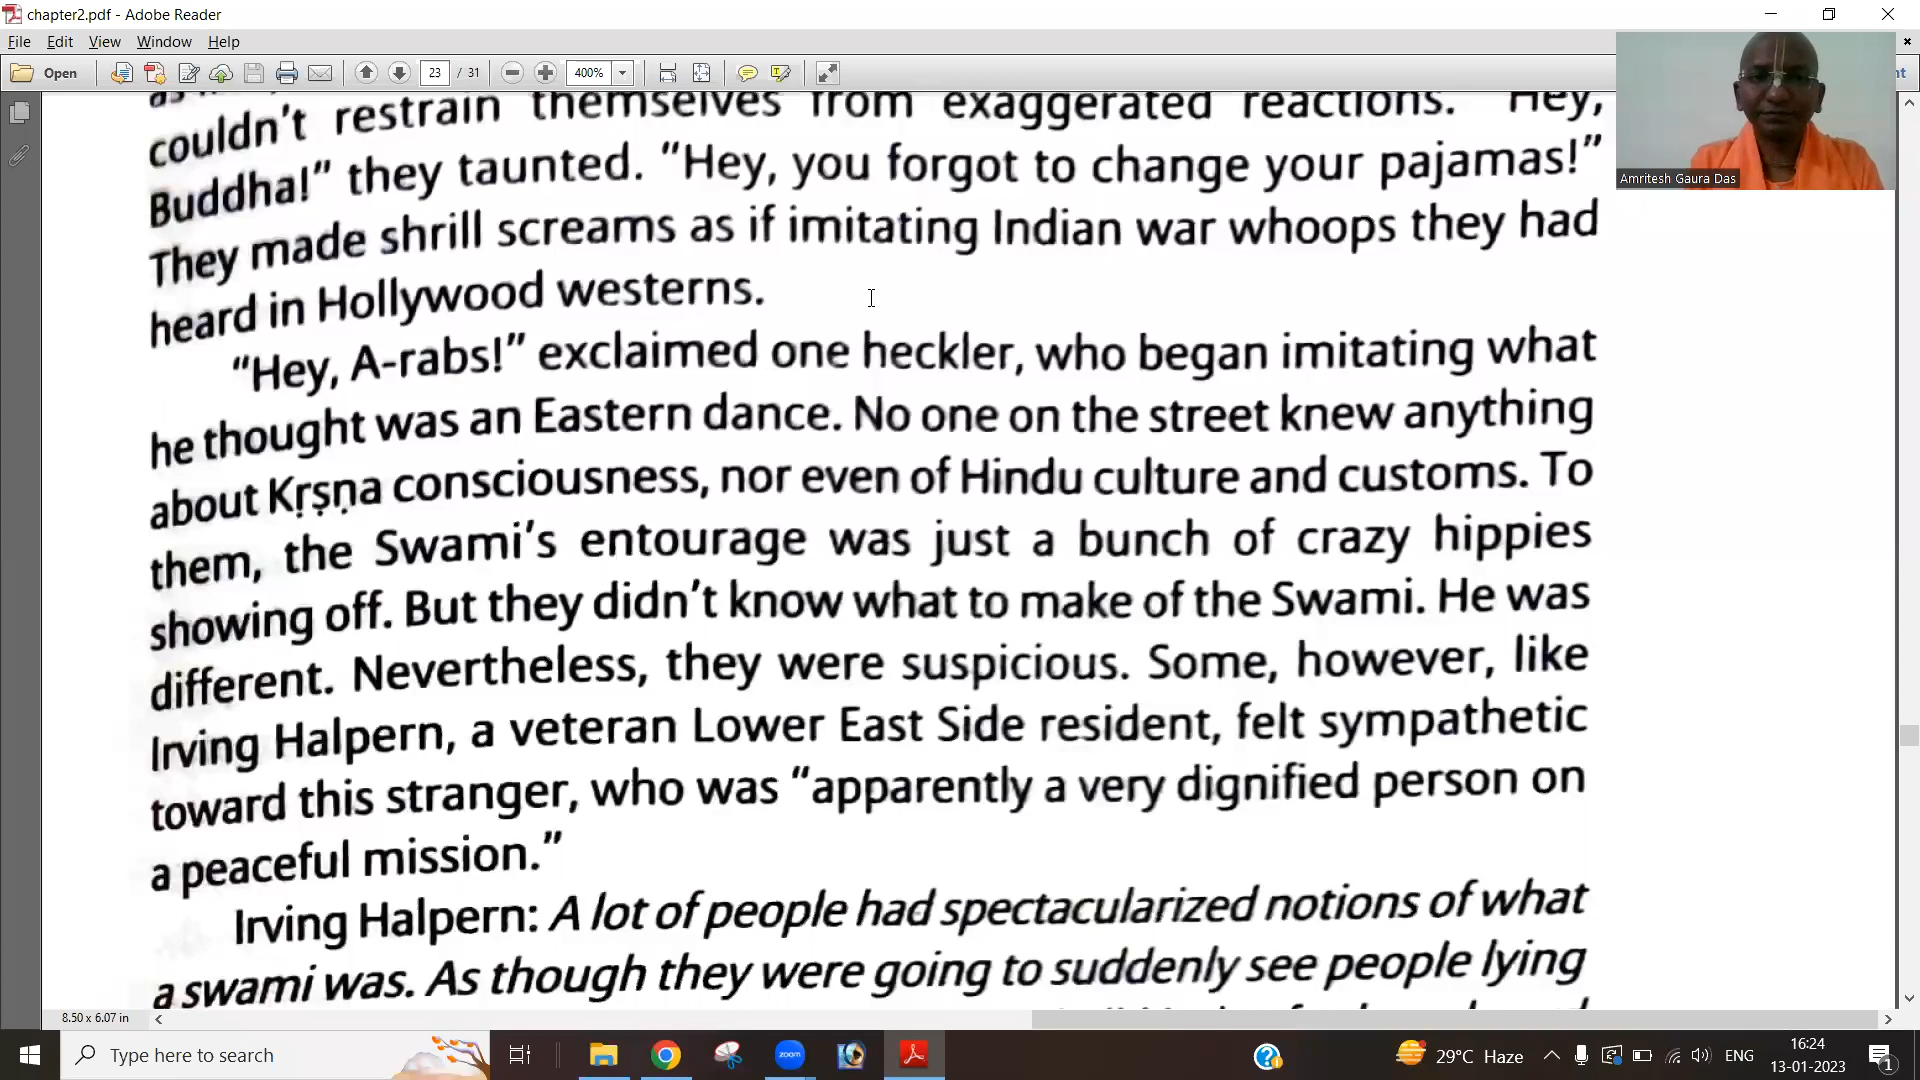 chapter2.pdf - Adobe Reader
File Edit View Window Help
Open 23 / 31 400%
couldn't restrain themselves from exaggerated reactions. "Hey,
Buddha!" they taunted. "Hey, you forgot to change your pajamas!"
They made shrill screams as if imitating Indian war whoops they had
heard in Hollywood westerns.
"Hey, A-rabs!" exclaimed one heckler, who began imitating what
he thought was an Eastern dance. No one on the street knew anything
about Kṛṣṇa consciousness, nor even of Hindu culture and customs. To
them, the Swami's entourage was just a bunch of crazy hippies
showing off. But they didn't know what to make of the Swami. He was
different. Nevertheless, they were suspicious. Some, however, like
Irving Halpern, a veteran Lower East Side resident, felt sympathetic
toward this stranger, who was "apparently a very dignified person on
a peaceful mission."
Irving Halpern: A lot of people had spectacularized notions of what
a swami was. As though they were going to suddenly see people lying
Amritesh Gaura Das
8.50 x 6.07 in
Type here to search
zoom
29°C Haze
ENG
16:24
13-01-2023
1